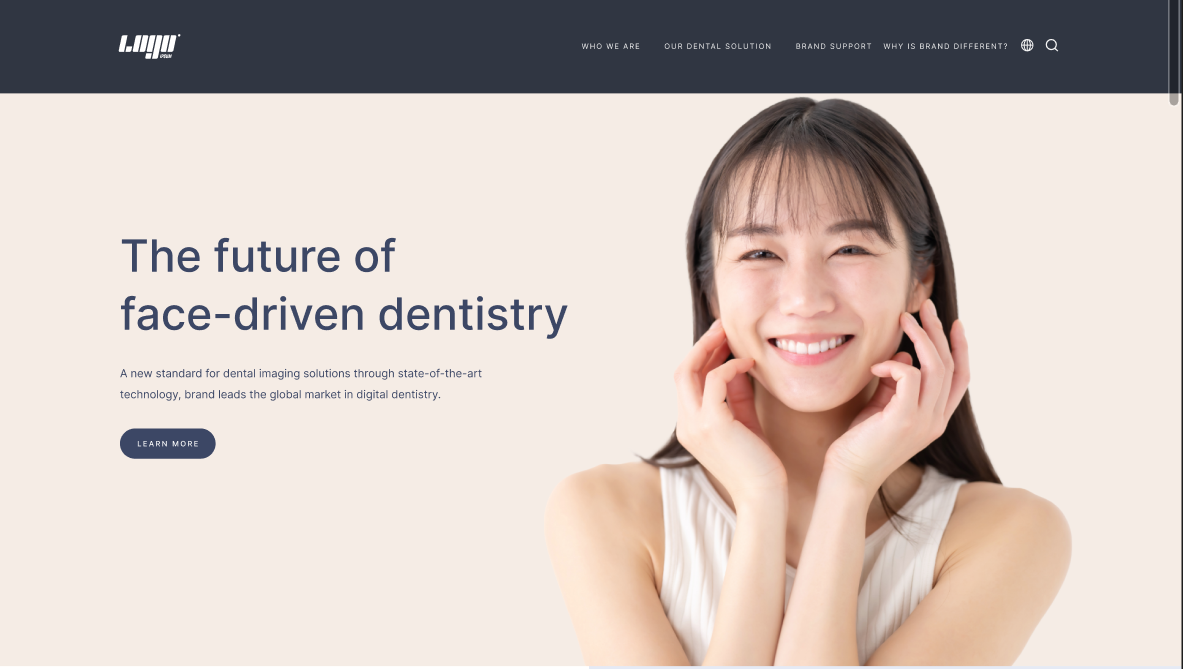 WHO WE ARE
OUR DENTAL SOLUTION
BRAND SUPPORT
WHY IS BRAND DIFFERENT?
The future of
face-driven dentistry
A new standard for dental imaging solutions through state-of-the-art
technology, brand leads the global market in digital dentistry.
LEARN MORE